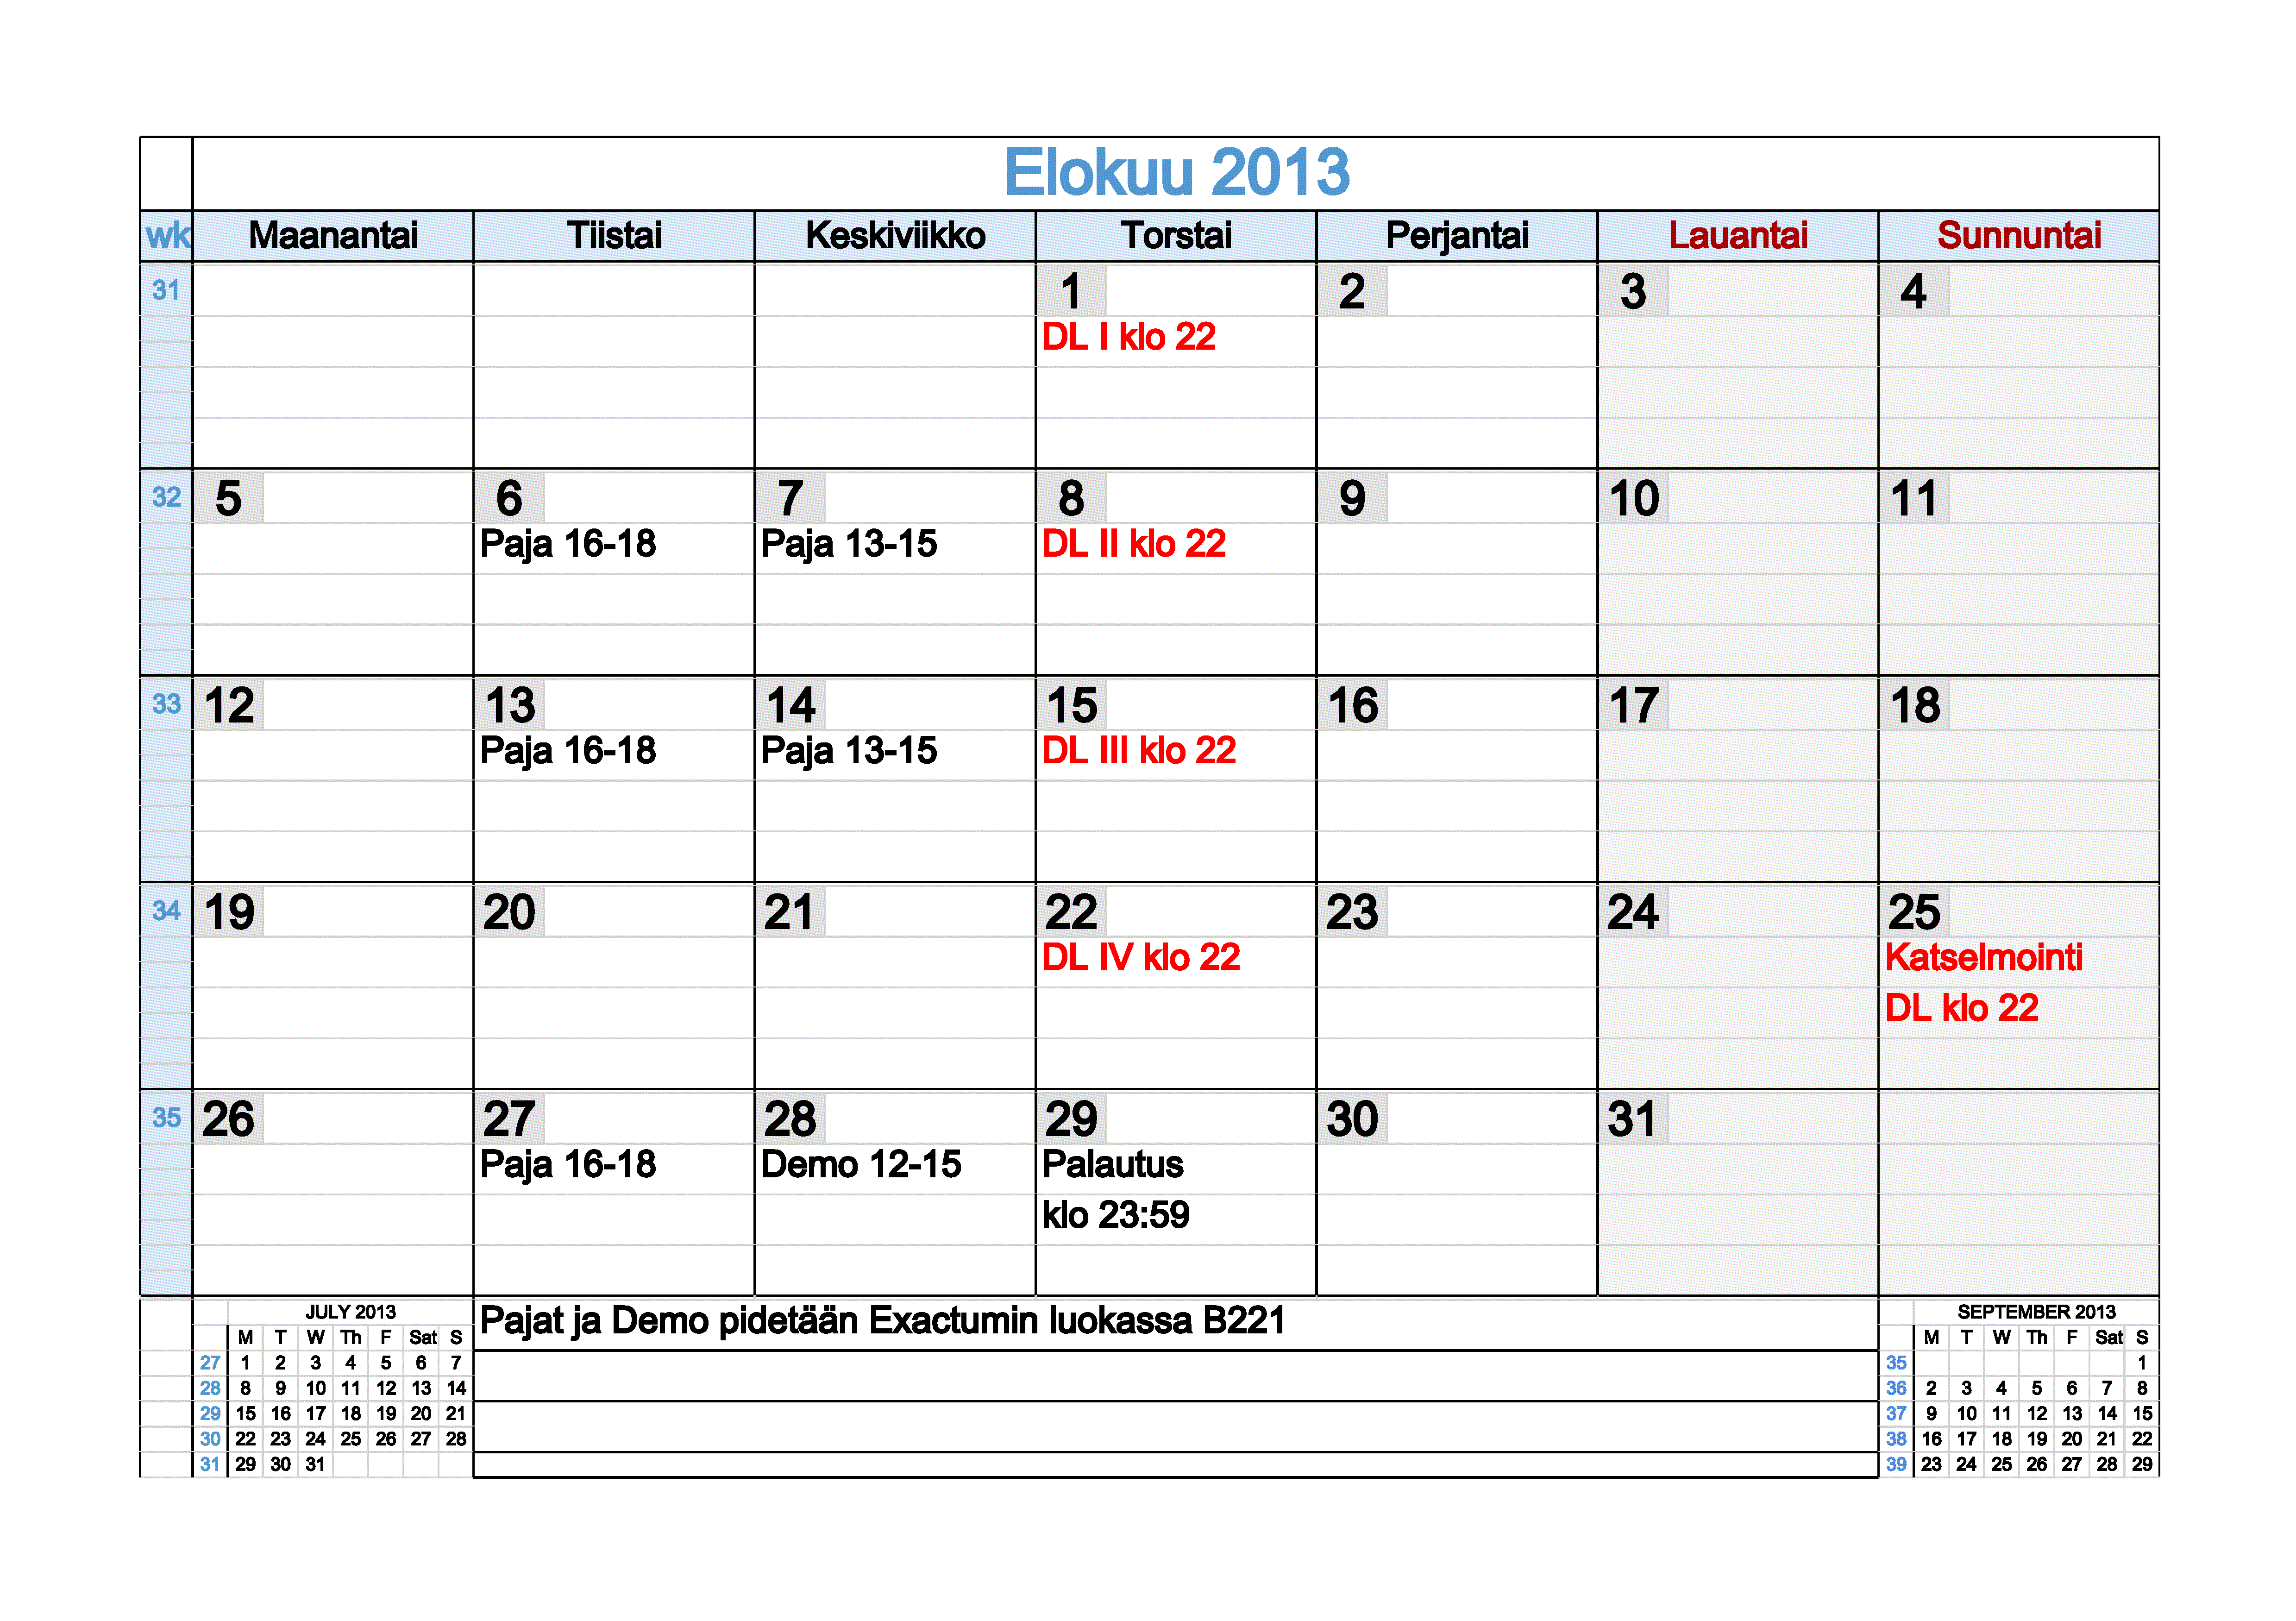 Elokuu 2013
wk Maanantai Tiistai Keskiviikko Torstai Perjantai Lauantai Sunnuntai
31 1 2 3 4
DL I klo 22
32 5 6 7 8 9 10 11
Paja 16-18 Paja 13-15 DL II klo 22
33 12 13 14 15 16 17 18
Paja 16-18 Paja 13-15 DL III klo 22
34 19 20 21 22 23 24 25
DL IV klo 22 Katselmointi
DL klo 22
35 26 27 28 29 30 31
Paja 16-18 Demo 12-15 Palautus
klo 23:59
JULY 2013
M T W Th F Sat S
27 1 2 3 4 5 6 7
28 8 9 10 11 12 13 14
29 15 16 17 18 19 20 21
30 22 23 24 25 26 27 28
31 29 30 31
Pajat ja Demo pidetään Exactumin luokassa B221
SEPTEMBER 2013
M T W Th F Sat S
35 1
36 2 3 4 5 6 7 8
37 9 10 11 12 13 14 15
38 16 17 18 19 20 21 22
39 23 24 25 26 27 28 29